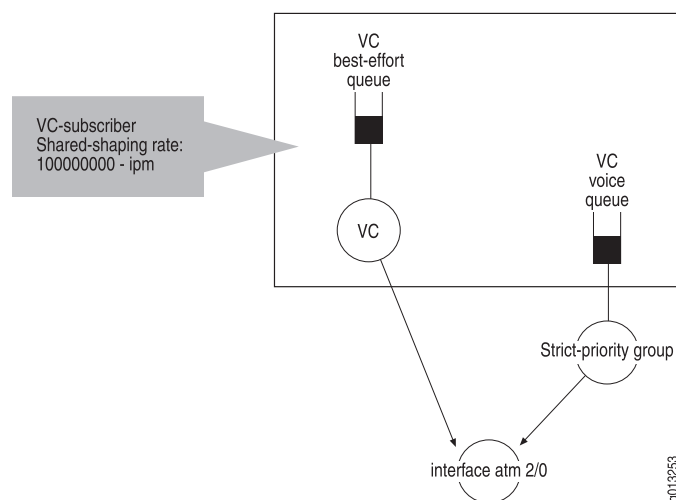 VC
best-effort
queue
VC-subscriber
Shared-shaping rate:
100000000 - ipm
VC
voice
queue
VC
Strict-priority group
interface atm 2/0
g013253